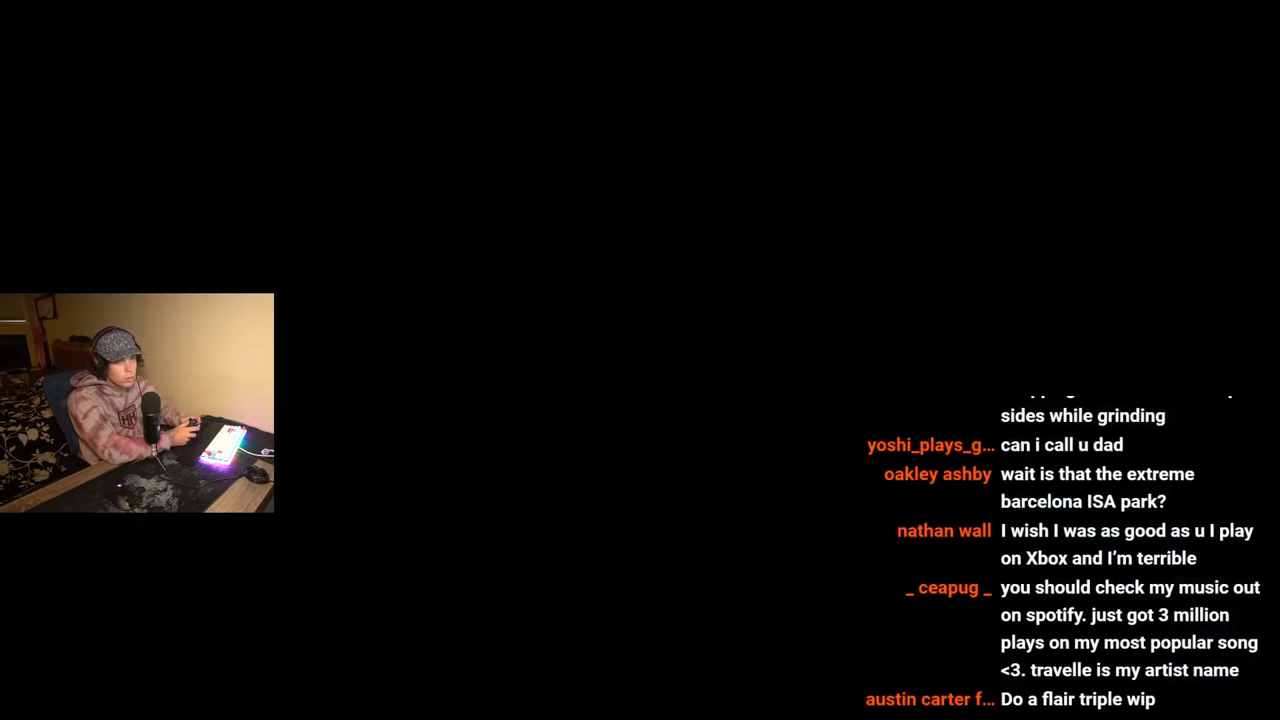 sides while grinding
yoshi_plays_g... can i call u dad
oakley ashby wait is that the extreme
barcelona ISA park?
nathan wall I wish I was as good as u I play
on Xbox and I’m terrible
_ ceapug _ you should check my music out
on spotify. just got 3 million
plays on my most popular song
<3. travelle is my artist name
austin carter f... Do a flair triple wip